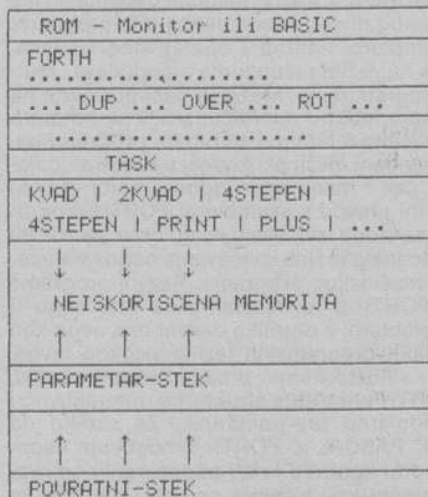 ROM Monitor ili BASIC
FORTH
..................
... DUP ... OVER ... ROT ...
...................
TASK
KVAD | 2KVAD | 4STEPEN |
4STEPEN | PRINT | PLUS | ...
↓ ↓ ↓
NEISKORISCENA MEMORIJA
↑ ↑ ↑
PARAMETAR-STEK
↑ ↑ ↑ ↑
POVRATNI-STEK